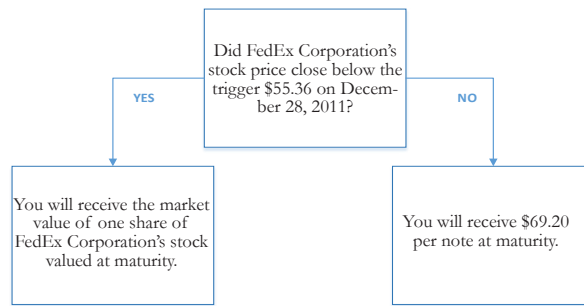 Did FedEx Corporation’s
stock price close below the
trigger $55.36 on Decem-
ber 28, 2011?
YES
NO
You will receive the market
value of one share of
FedEx Corporation’s stock
valued at maturity.
You will receive $69.20
per note at maturity.